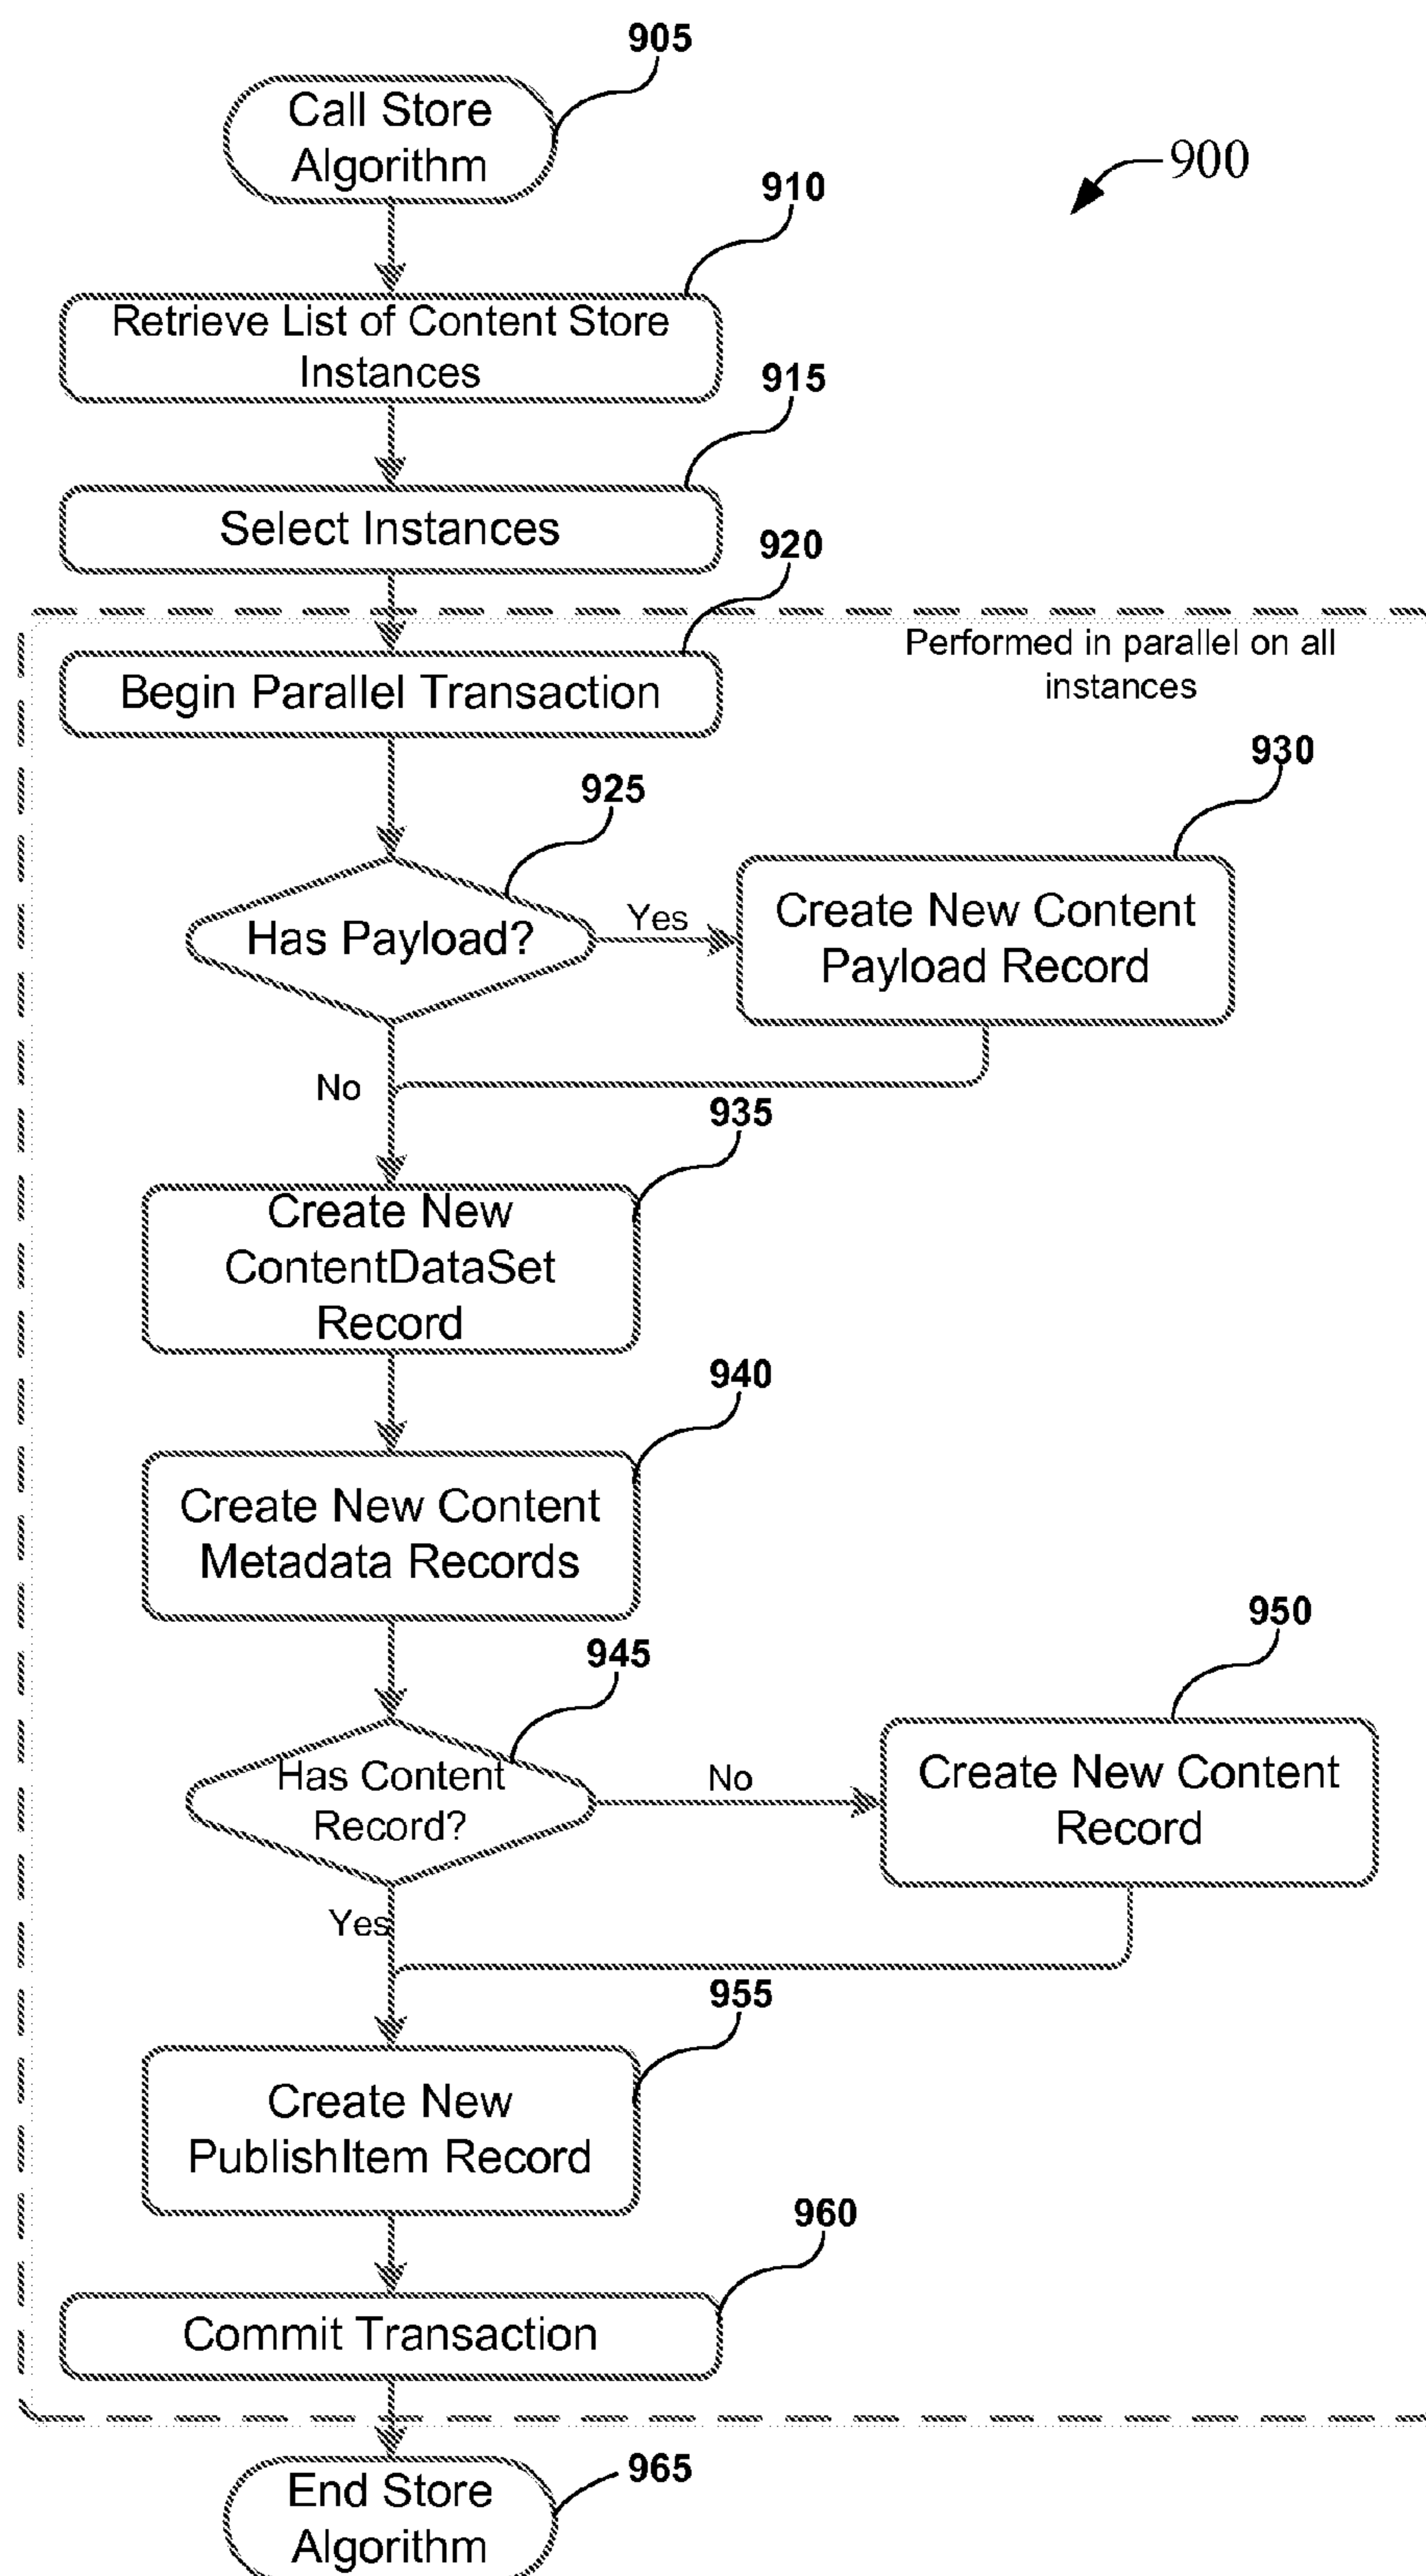 905
Call Store
Algorithm
900
910
Retrieve List of Content Store
Instances
915
Select Instances
920
Performed in parallel on all
instances
Begin Parallel Transaction
930
925
Has Payload?
Yes
Create New Content
Payload Record
No
935
Create New
ContentDataSet
Record
940
Create New Content
Metadata Records
950
945
Has Content
Record?
No
Create New Content
Record
Yes
955
Create New
PublishItem Record
960
Commit Transaction
965
End Store
Algorithm